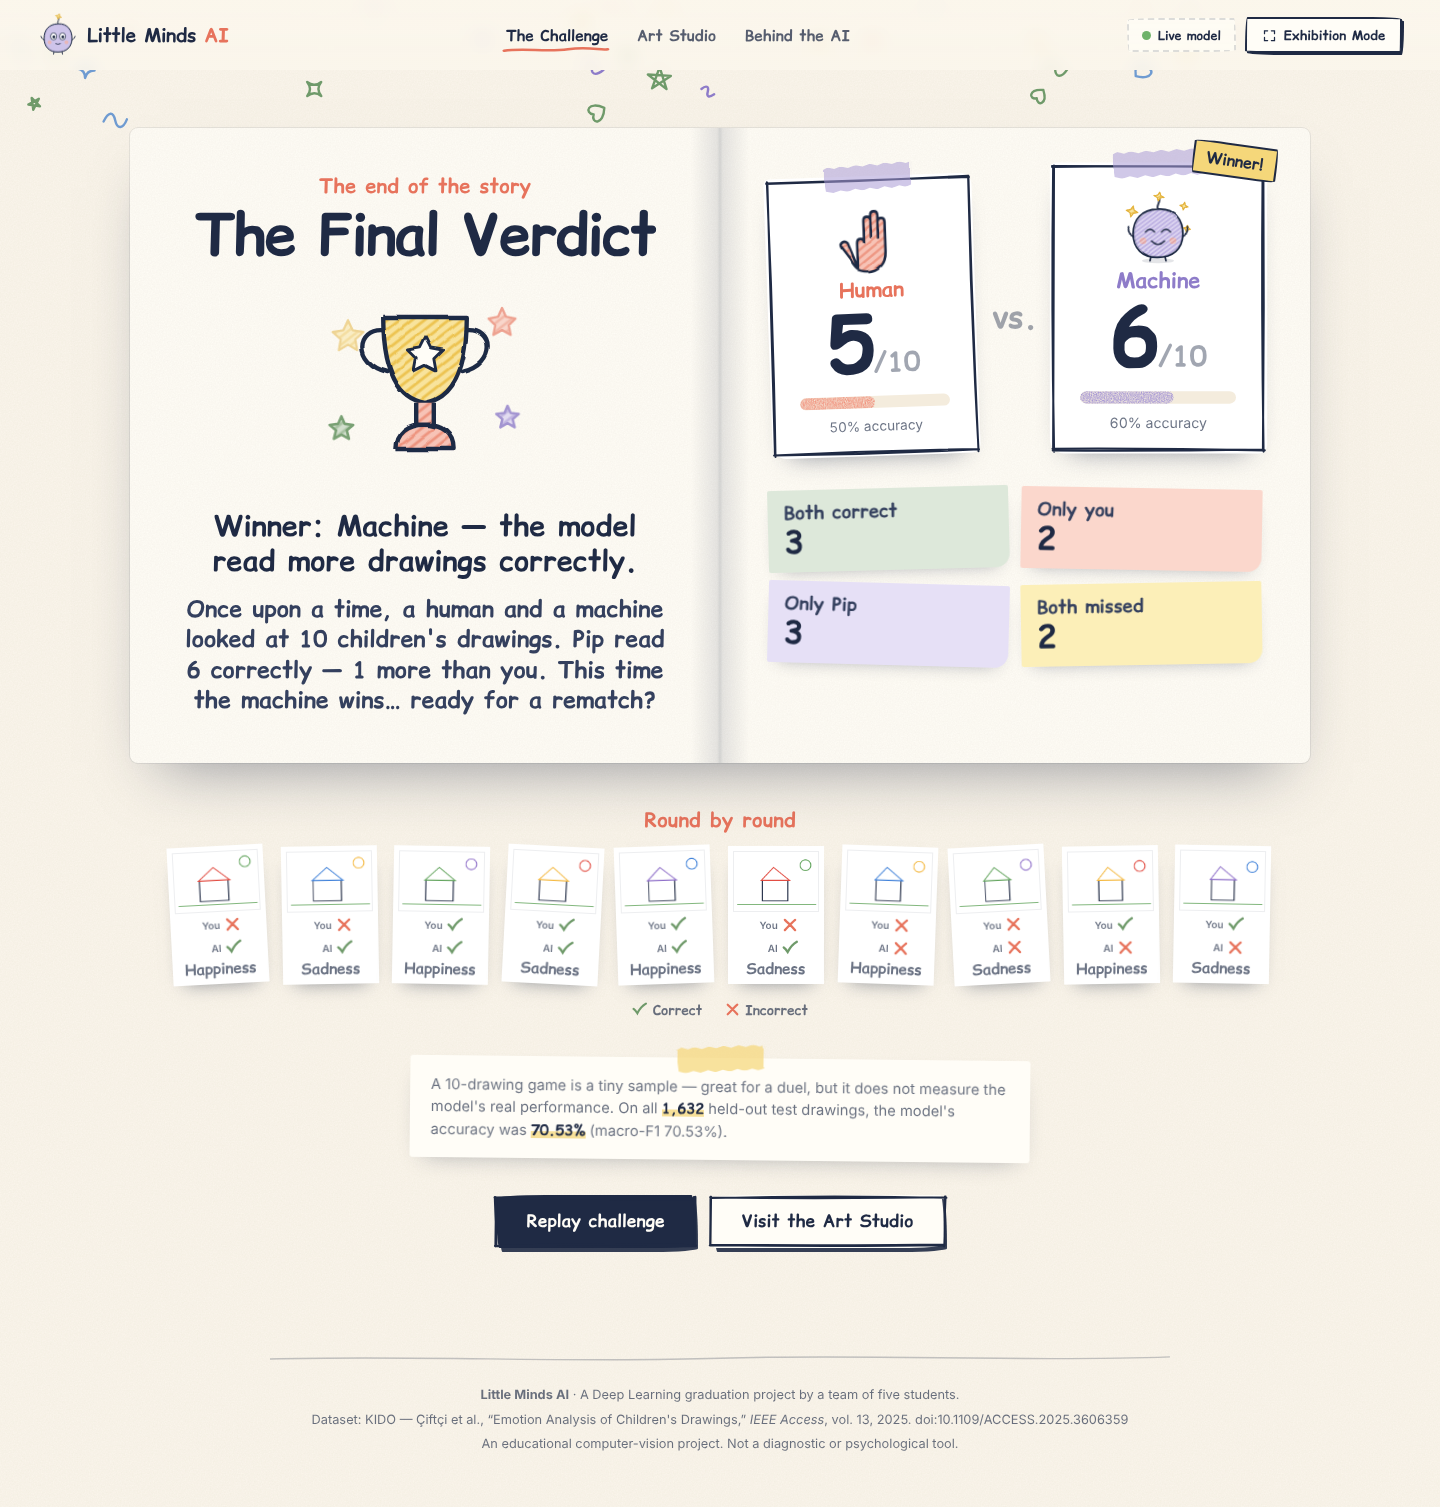 Little Minds AI
The Challenge
Art Studio
Behind the AI
Live model
Exhibition Mode
The end of the story
The Final Verdict
Winner: Machine — the model
read more drawings correctly.
Once upon a time, a human and a machine
looked at 10 children's drawings. Pip read
6 correctly — 1 more than you. This time
the machine wins... ready for a rematch?
Human
5/10
50% accuracy
vs.
Winner!
Machine
6/10
60% accuracy
Both correct
3
Only you
2
Only Pip
3
Both missed
2
Round by round
You
AI
Happiness
You
AI
Sadness
You
AI
Happiness
You
AI
Sadness
You
AI
Happiness
You
AI
Sadness
You
AI
Happiness
You
AI
Sadness
You
AI
Happiness
You
AI
Sadness
Correct
Incorrect
A 10-drawing game is a tiny sample — great for a duel, but it does not measure the
model's real performance. On all 1,632 held-out test drawings, the model's
accuracy was 70.53% (macro-F1 70.53%).
Replay challenge
Visit the Art Studio
Little Minds AI · A Deep Learning graduation project by a team of five students.
Dataset: KIDO — Çiftçi et al., “Emotion Analysis of Children's Drawings,” IEEE Access, vol. 13, 2025. doi:10.1109/ACCESS.2025.3606359
An educational computer-vision project. Not a diagnostic or psychological tool.